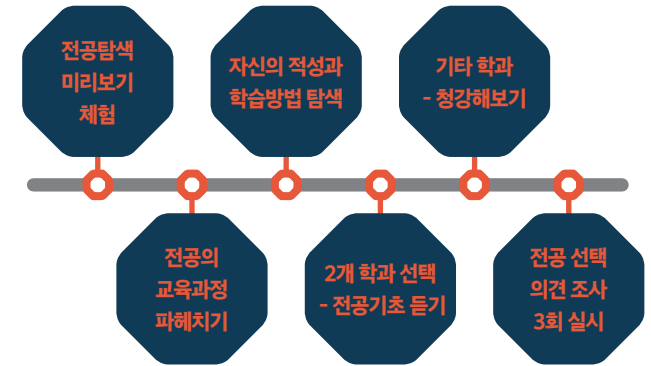 전공탐색
미리보기
체험
전공의
교육과정
파헤치기
자신의 적성과
학습방법 탐색
2개 학과 선택
- 전공기초 듣기
기타 학과
- 청강해보기
전공 선택
의견 조사
3회 실시